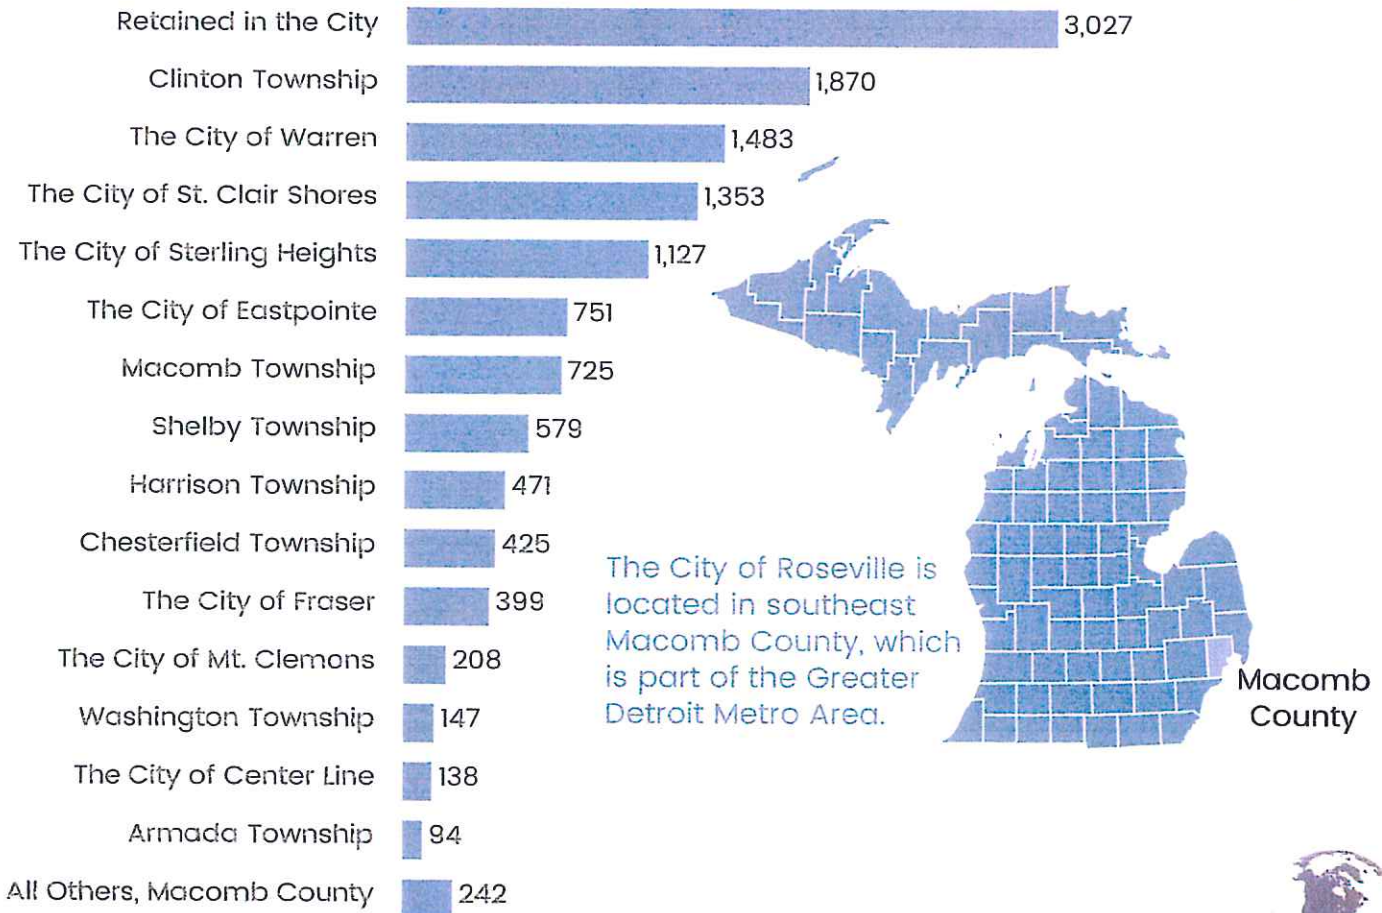 Retained in the City 3,027
Clinton Township 1,870
The City of Warren 1,483
The City of St. Clair Shores 1,353
The City of Sterling Heights 1,127
The City of Eastpointe 751
Macomb Township 725
Shelby Township 579
Harrison Township 471
Chesterfield Township 425
The City of Fraser 399
The City of Mt. Clemons 208
Washington Township 147
The City of Center Line 138
Armada Township 94
All Others, Macomb County 242
The City of Roseville is
located in southeast
Macomb County, which
is part of the Greater
Detroit Metro Area.
Macomb
County